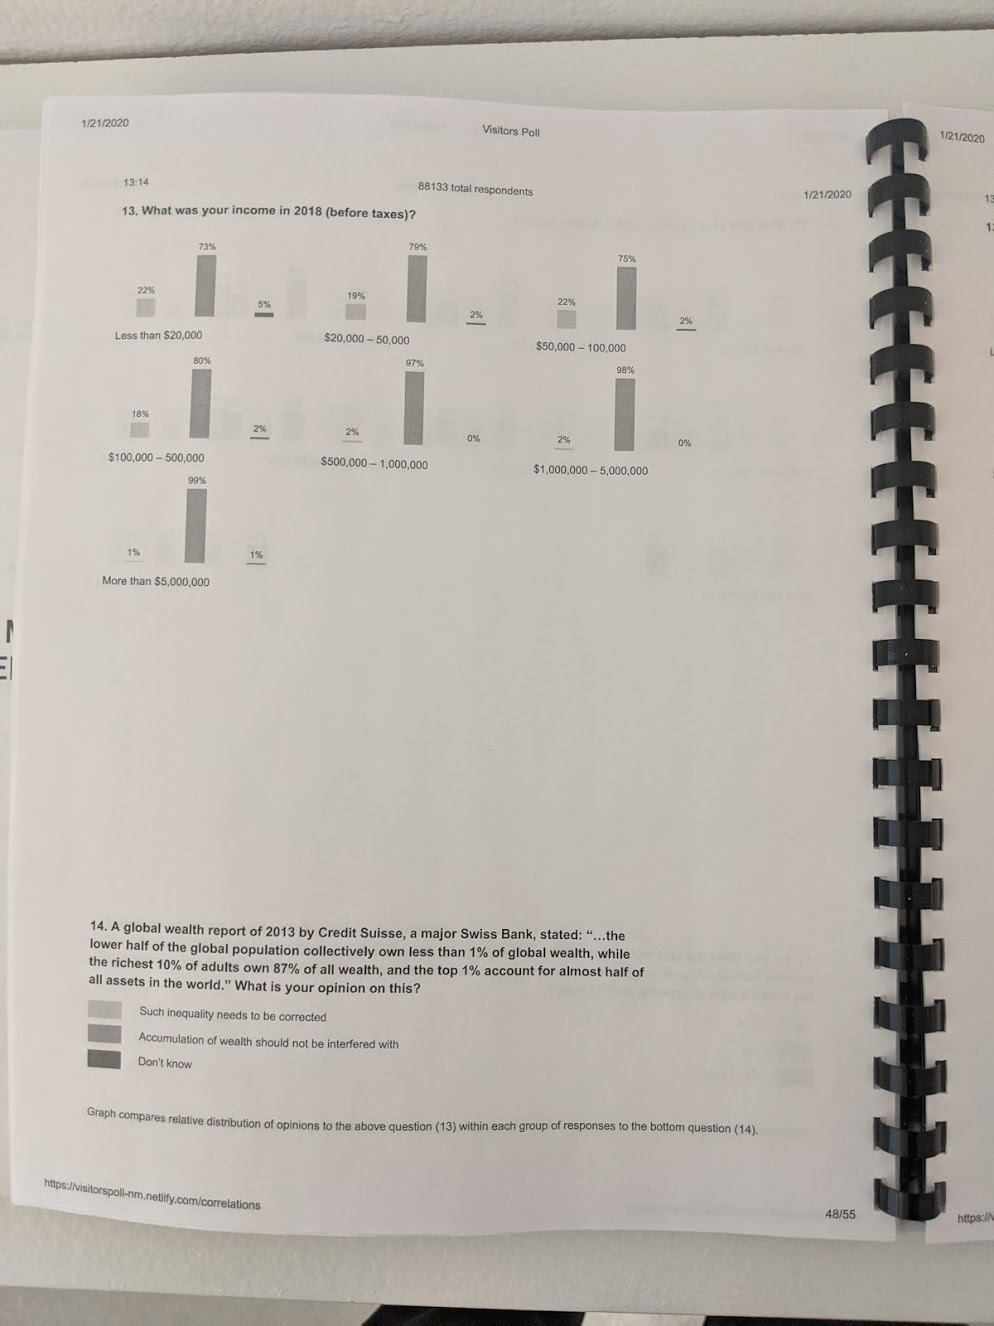 1/21/2020
Visitors Poll
13:14
88133 total respondents
1/21/2020
13. What was your income in 2018 (before taxes)?
22%
73%
5%
Less than $20,000
19%
79%
2%
$20,000 – 50,000
22%
75%
2%
$50,000 – 100,000
18%
80%
2%
$100,000 – 500,000
2%
97%
0%
$500,000 – 1,000,000
2%
98%
0%
$1,000,000 – 5,000,000
1%
99%
1%
More than $5,000,000
14. A global wealth report of 2013 by Credit Suisse, a major Swiss Bank, stated: “...the
lower half of the global population collectively own less than 1% of global wealth, while
the richest 10% of adults own 87% of all wealth, and the top 1% account for almost half of
all assets in the world.” What is your opinion on this?
Such inequality needs to be corrected
Accumulation of wealth should not be interfered with
Don't know
Graph compares relative distribution of opinions to the above question (13) within each group of responses to the bottom question (14).
https://visitorspoll-nm.netlify.com/correlations
48/55
1/21/2020
https://